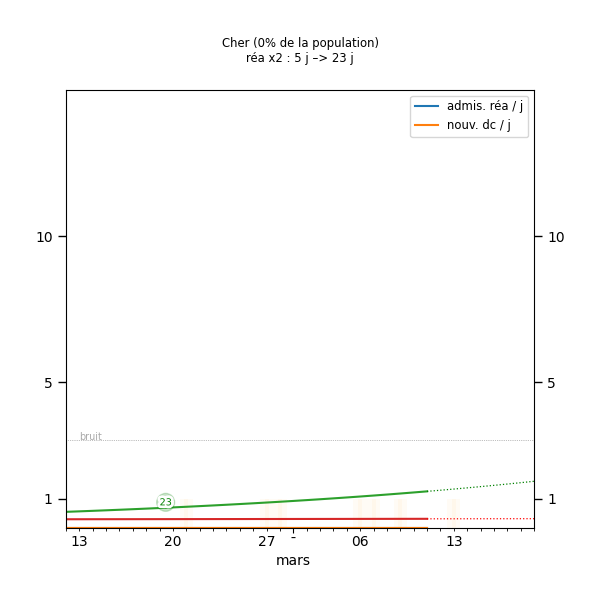 Cher (0% de la population)
réa x2 : 5 j –> 23 j
admis. réa / j
nouv. dc / j
10 10
5 5
bruit
23
1 1
13 20 27 - 06 13
mars